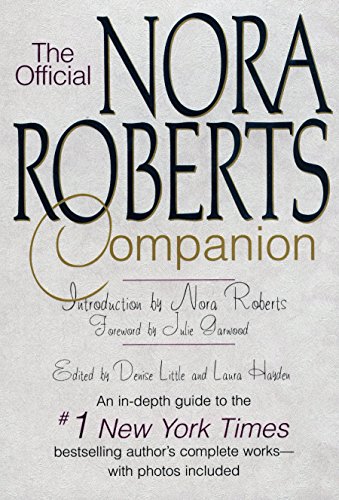 The
Official
NORA
ROBERTS
Companion
Introduction by Nora Roberts
Foreword by Julie Garwood
Edited by Denise Little and Laura Hayden
An in-depth guide to the
#1 New York Times
bestselling author's complete works—
with photos included